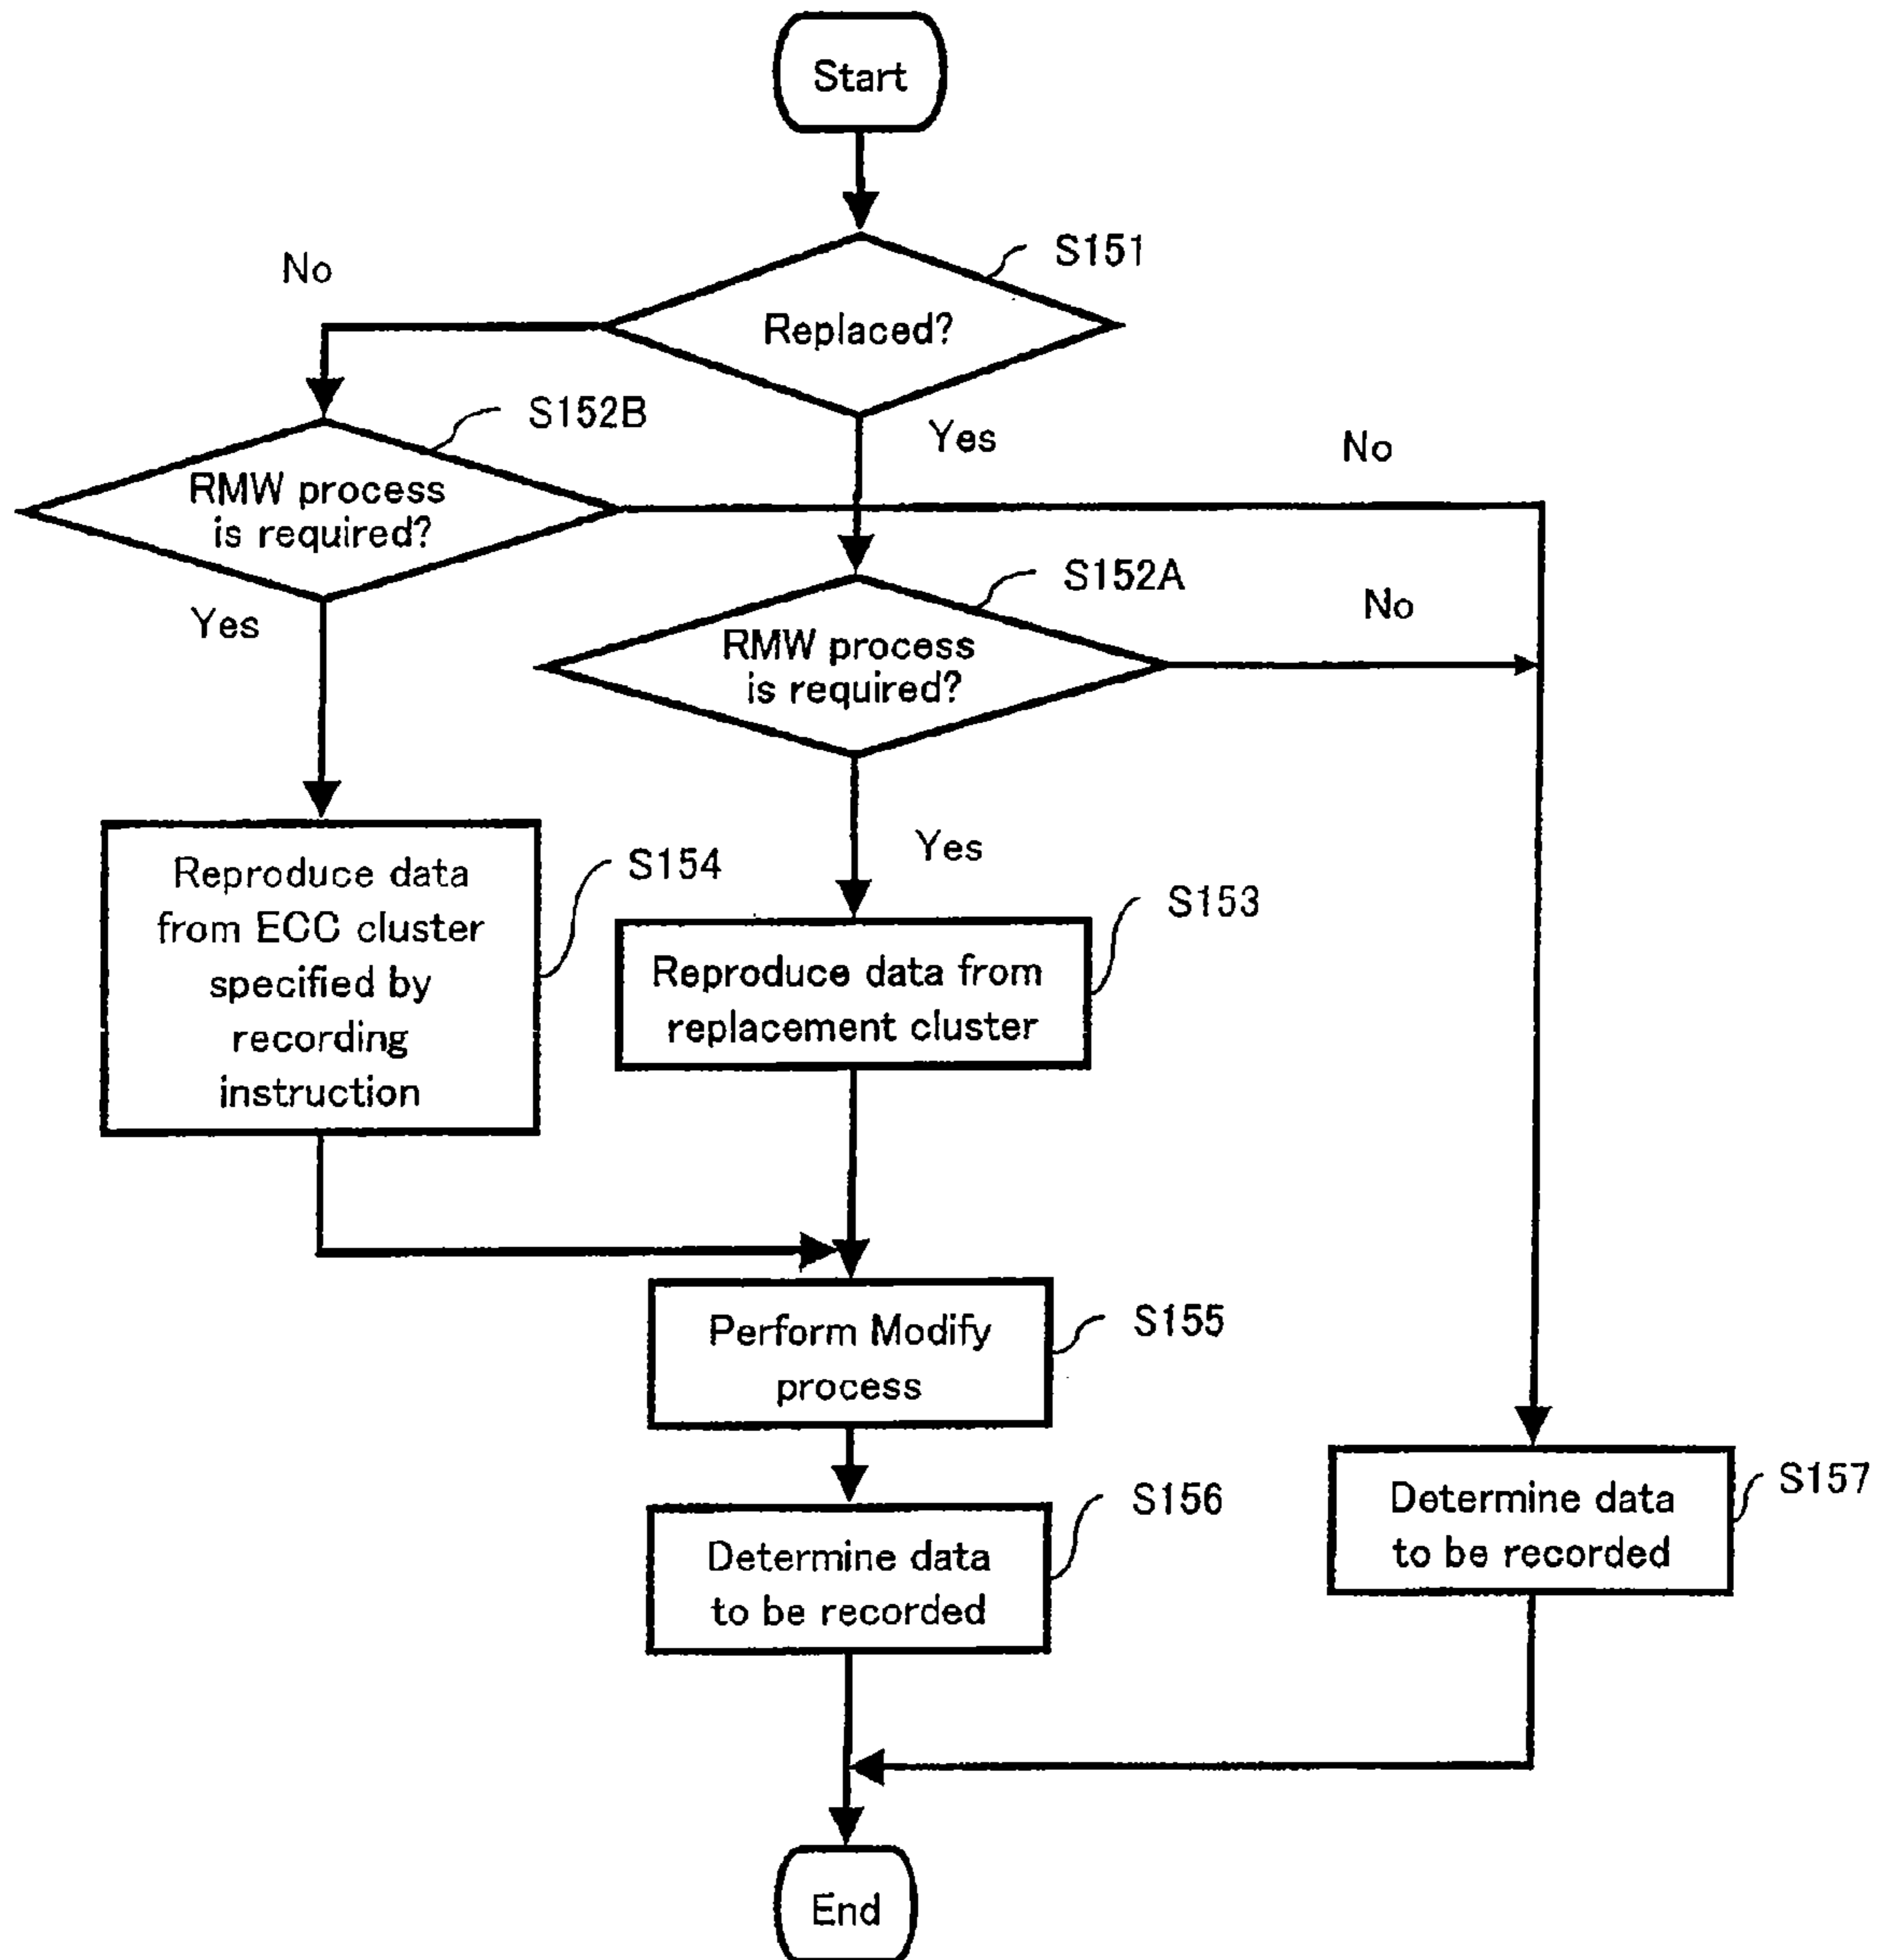 Start
S151
No
Replaced?
S152B
Yes
No
RMW process
is required?
S152A
No
Yes
RMW process
is required?
Reproduce data
from ECC cluster
specified by
recording
instruction
S154
Yes
S153
Reproduce data from
replacement cluster
Perform Modify
process
S155
Determine data
to be recorded
S156
Determine data
to be recorded
S157
End